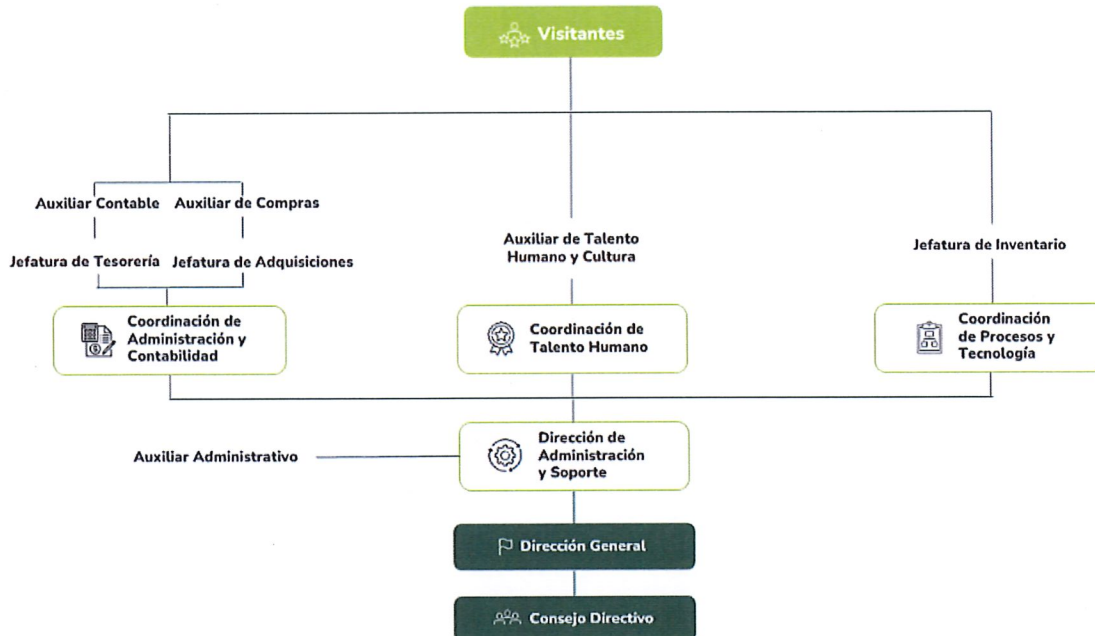 Visitantes
Auxiliar Contable
Auxiliar de Compras
Auxiliar de Talento
Humano y Cultura
Jefatura de Inventario
Jefatura de Tesorería
Jefatura de Adquisiciones
Coordinación de
Administración y
Contabilidad
Coordinación de
Talento Humano
Coordinación
de Procesos y
Tecnología
Auxiliar Administrativo
Dirección de
Administración
y Soporte
Dirección General
Consejo Directivo